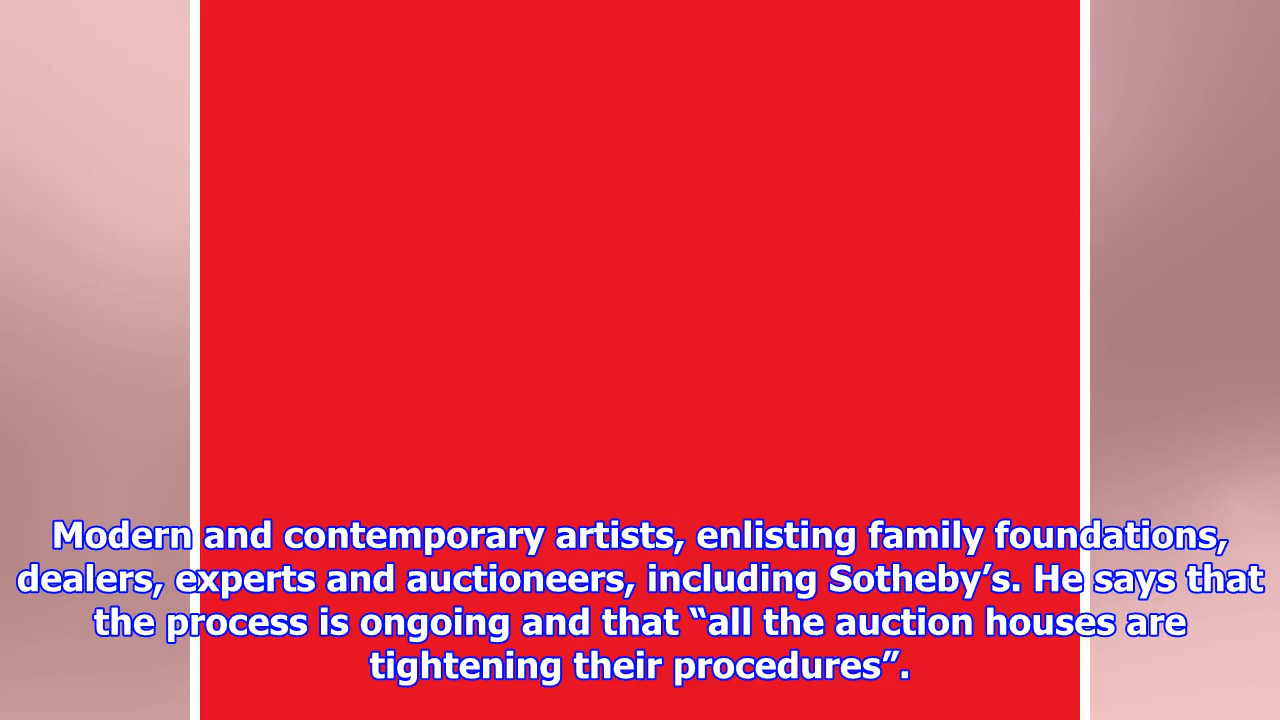 Modern and contemporary artists, enlisting family foundations,
dealers, experts and auctioneers, including Sotheby’s. He says that
the process is ongoing and that “all the auction houses are
tightening their procedures”.